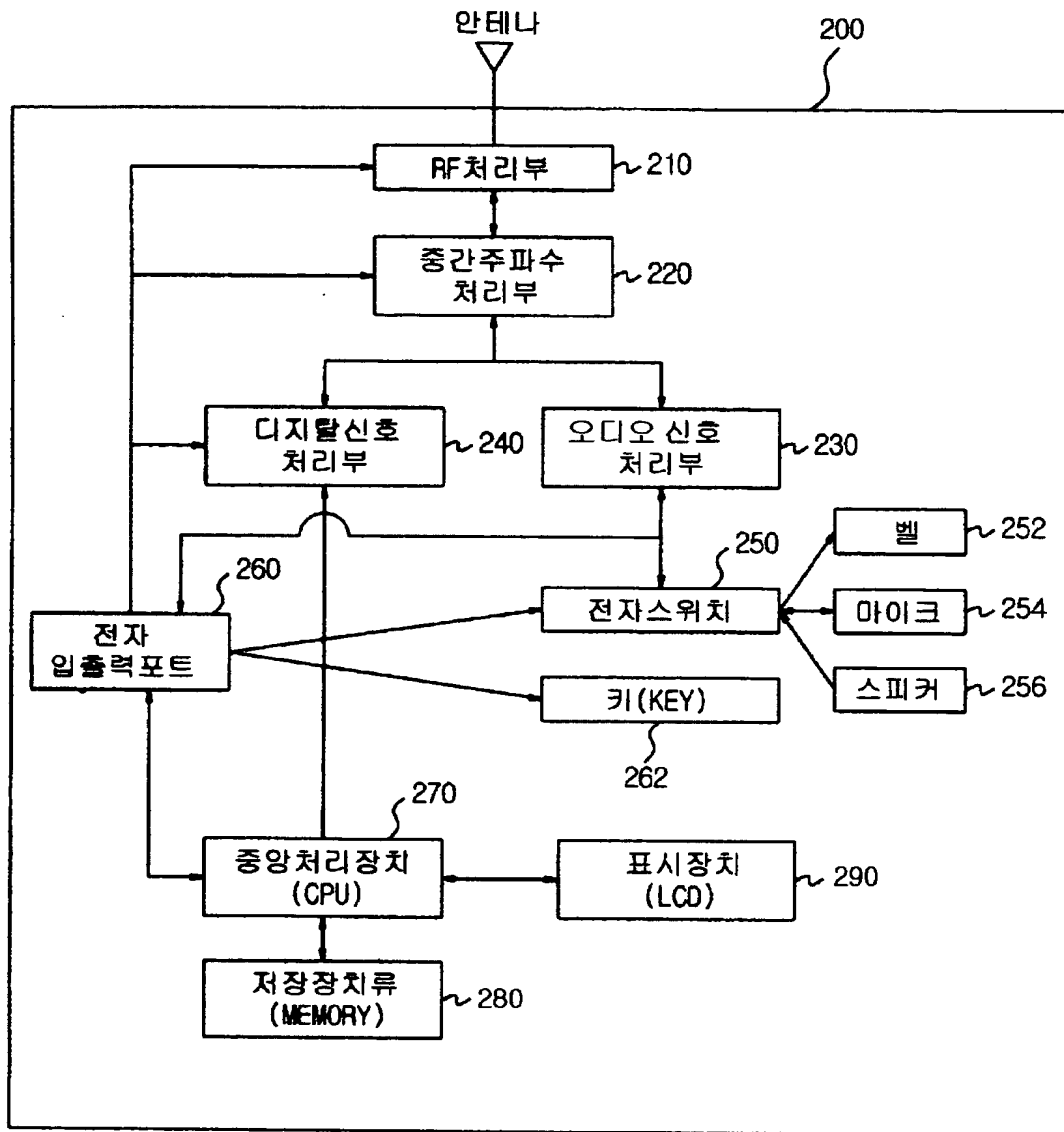 안테나
200
RF처리부
210
중간주파수
처리부
220
디지탈신호
처리부
240
오디오 신호
처리부
230
벨
252
250
전자스위치
마이크
254
스피커
256
260
전자
입출력포트
키(KEY)
262
270
중앙처리장치
(CPU)
표시장치
(LCD)
290
저장장치류
(MEMORY)
280